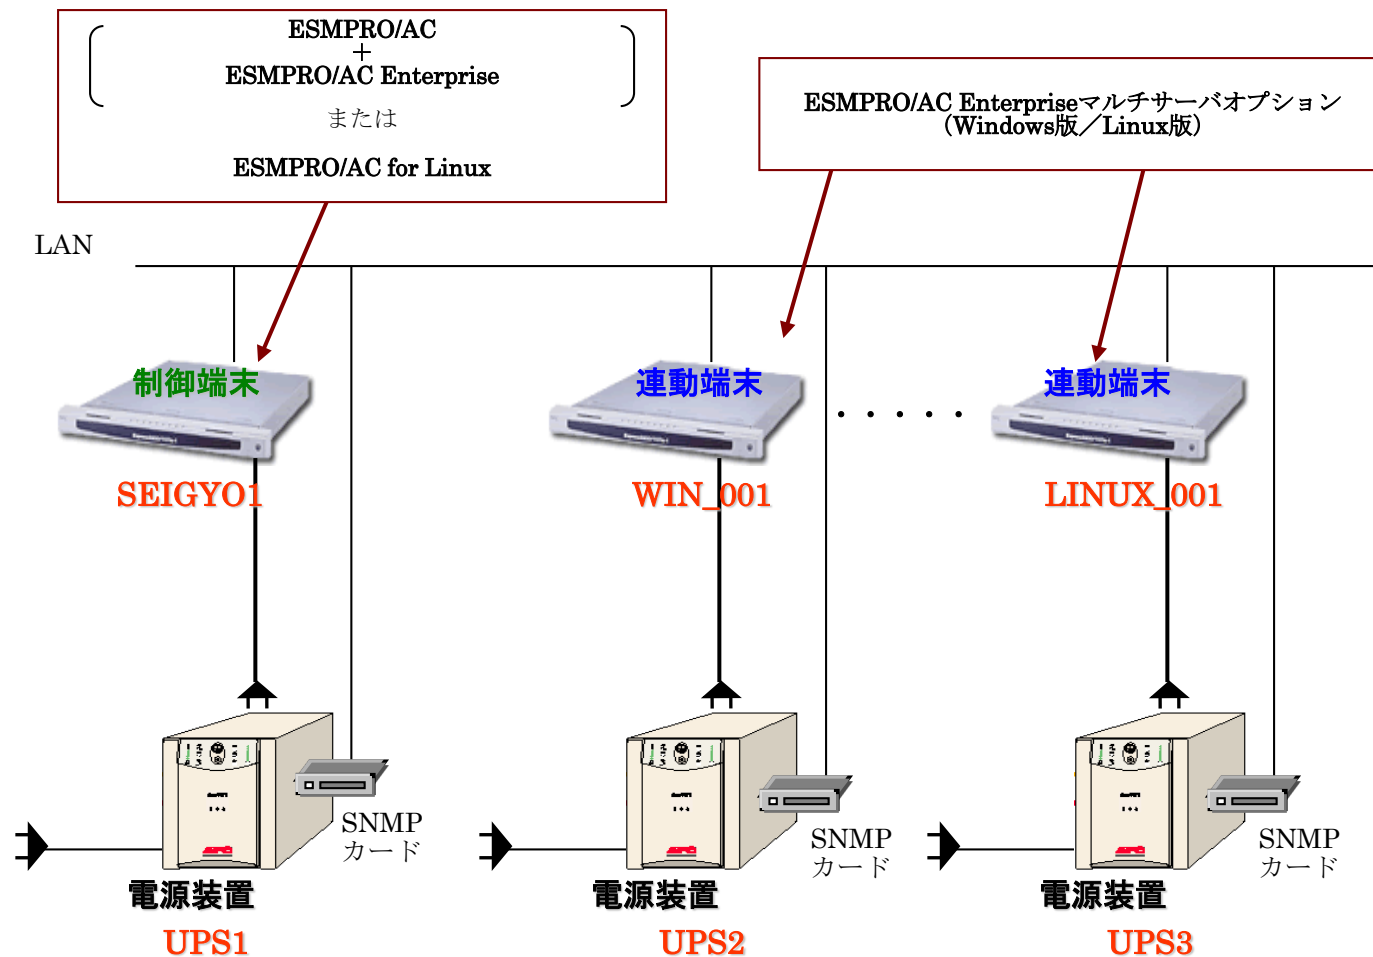 ESMPRO/AC
＋
ESMPRO/AC Enterprise
または
ESMPRO/AC for Linux
ESMPRO/AC Enterpriseマルチサーバオプション
（Windows版／Linux版）
LAN
制御端末
連動端末
・・・・・
連動端末
SEIGYO1
WIN_001
LINUX_001
SNMP
カード
SNMP
カード
SNMP
カード
APC
APC
APC
電源装置
電源装置
電源装置
UPS1
UPS2
UPS3